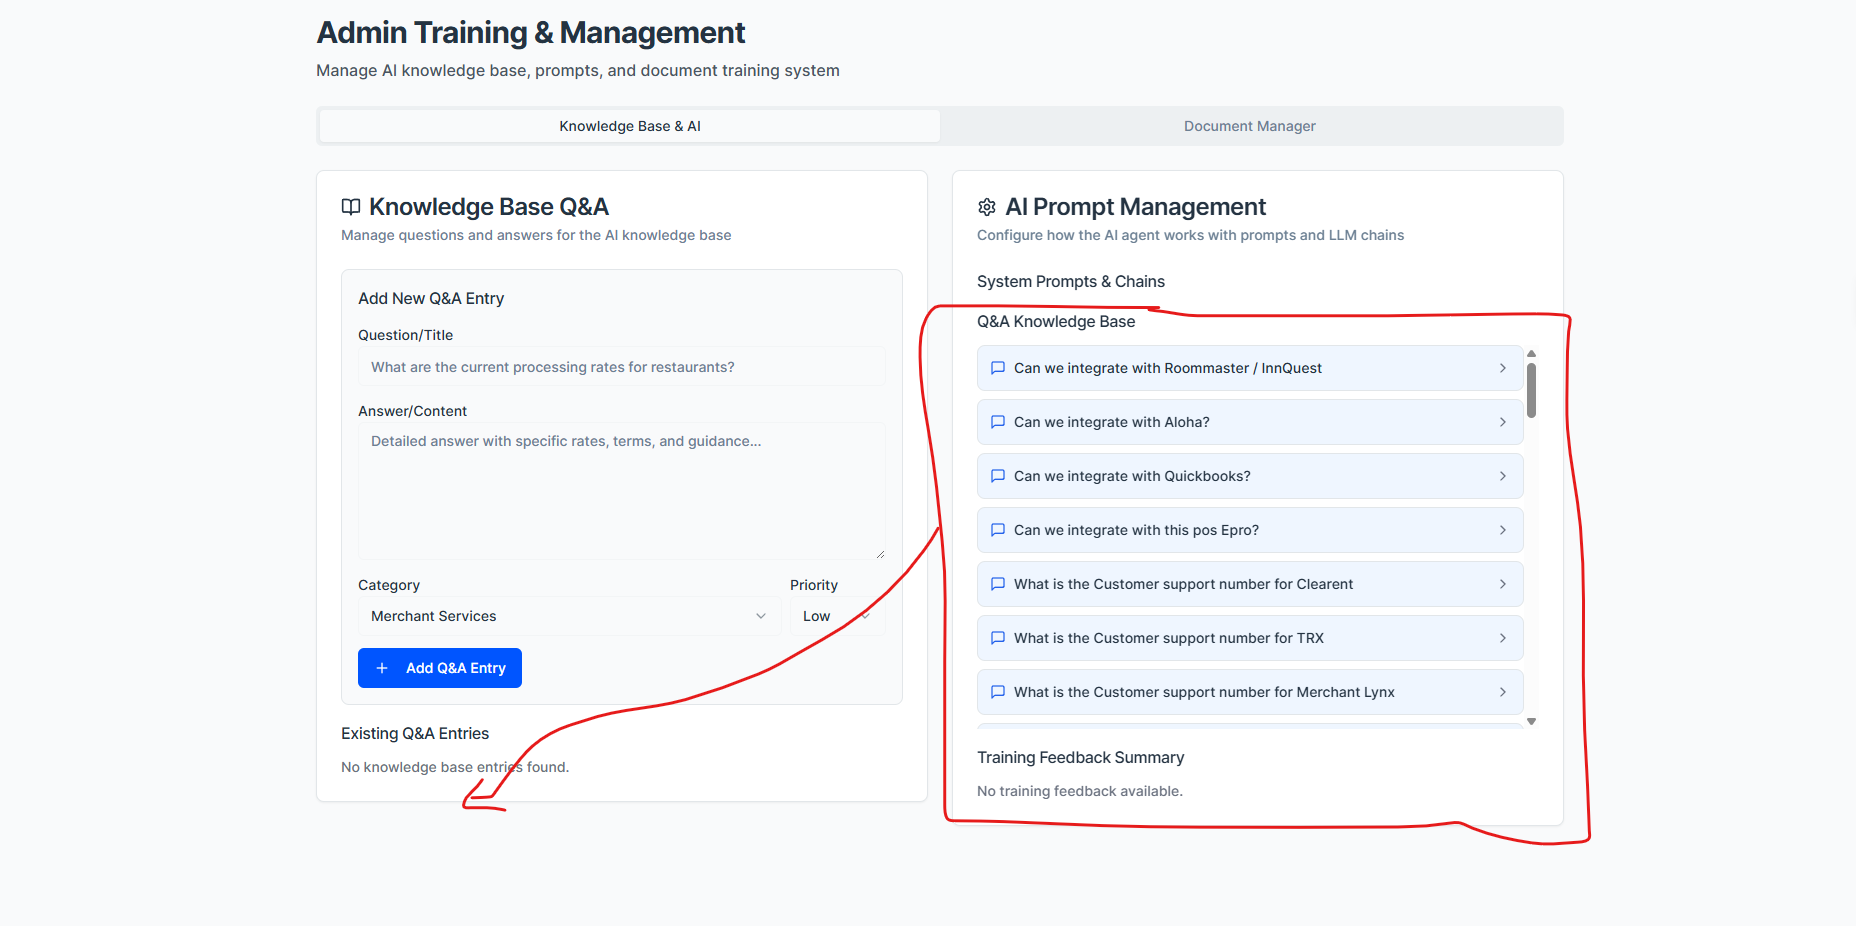 Admin Training & Management
Manage AI knowledge base, prompts, and document training system
Knowledge Base & AI
Document Manager
Knowledge Base Q&A
Manage questions and answers for the AI knowledge base
Add New Q&A Entry
Question/Title
What are the current processing rates for restaurants?
Answer/Content
Detailed answer with specific rates, terms, and guidance...
Category
Priority
Merchant Services
Low
Add Q&A Entry
Existing Q&A Entries
No knowledge base entries found.
AI Prompt Management
Configure how the AI agent works with prompts and LLM chains
System Prompts & Chains
Q&A Knowledge Base
Can we integrate with Roommaster / InnQuest
Can we integrate with Aloha?
Can we integrate with Quickbooks?
Can we integrate with this pos Epro?
What is the Customer support number for Clearent
What is the Customer support number for TRX
What is the Customer support number for Merchant Lynx
Training Feedback Summary
No training feedback available.